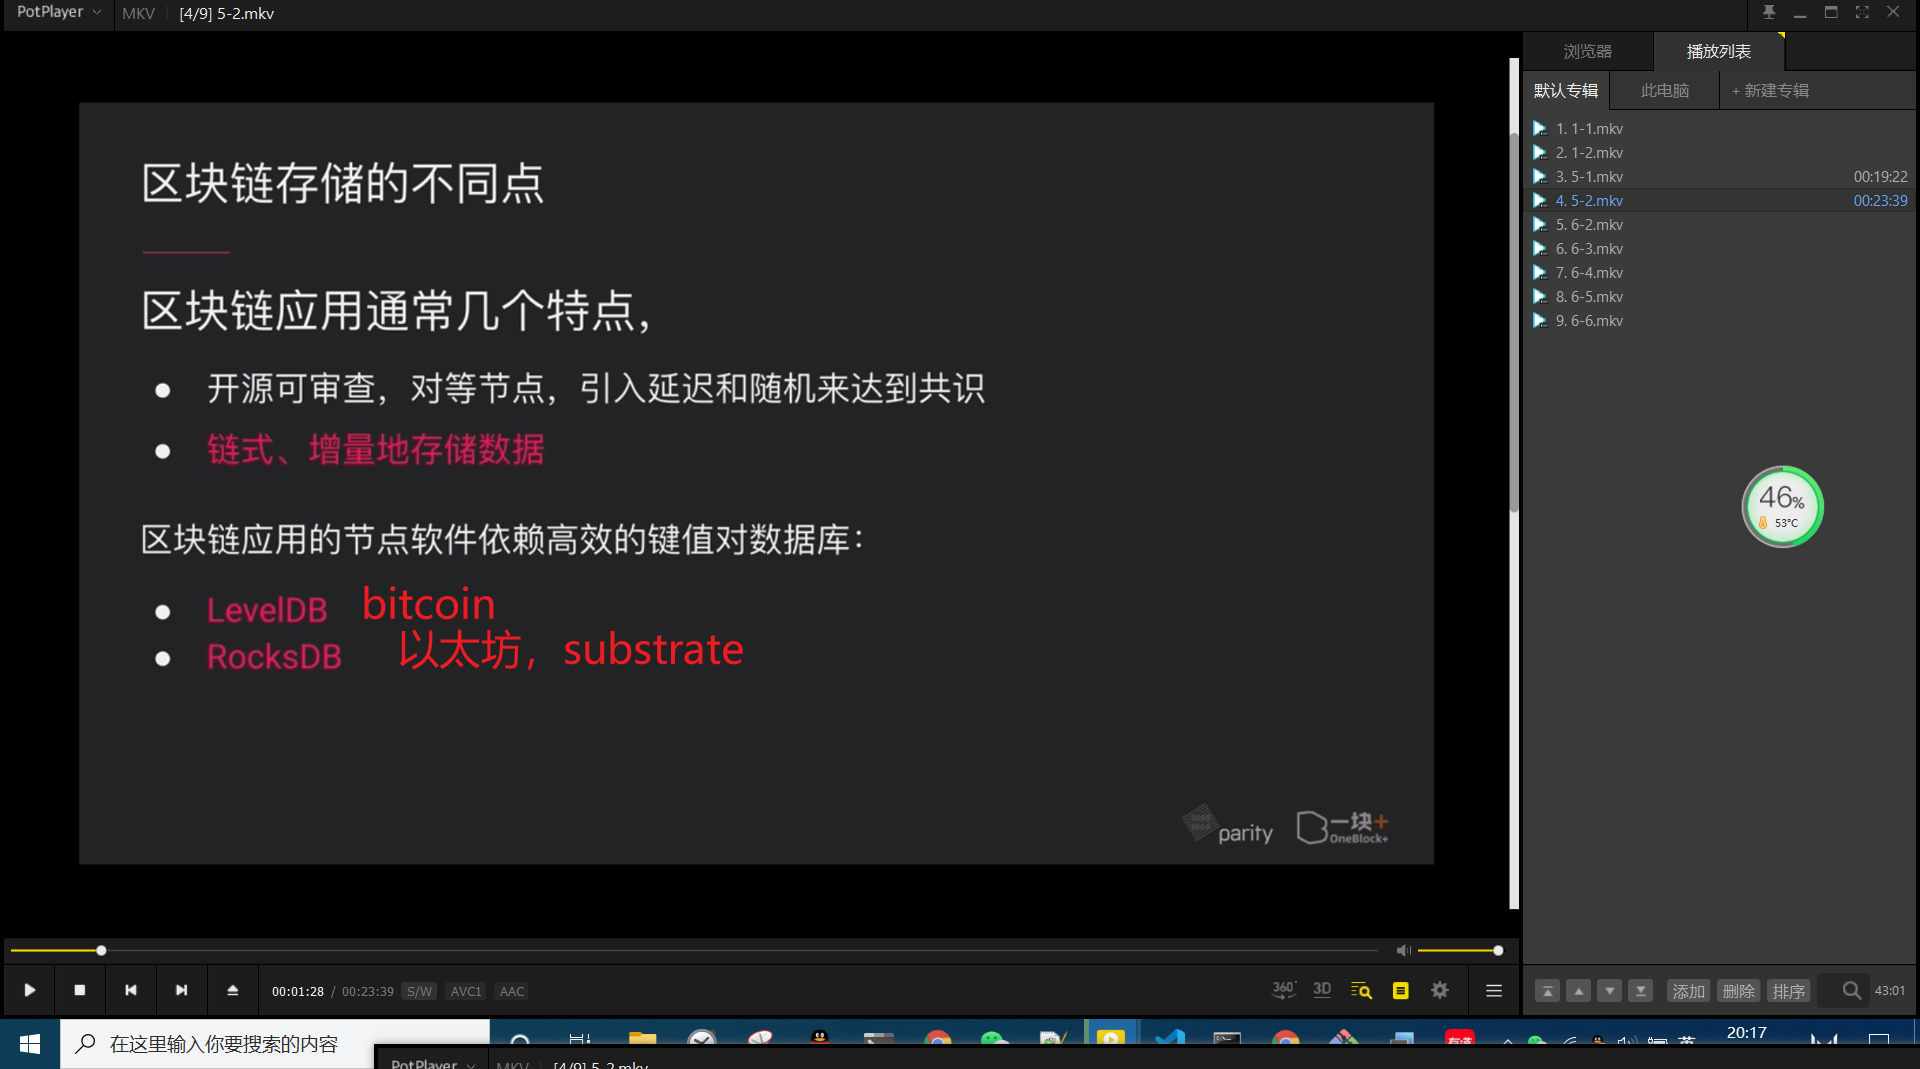 PotPlayer MKV [4/9] 5-2.mkv
浏览器 播放列表
默认专辑 此电脑 + 新建专辑
1. 1-1.mkv
2. 1-2.mkv
3. 5-1.mkv 00:19:22
4. 5-2.mkv 00:23:39
5. 6-2.mkv
6. 6-3.mkv
7. 6-4.mkv
8. 6-5.mkv
9. 6-6.mkv
区块链存储的不同点
区块链应用通常几个特点，
● 开源可审查，对等节点，引入延迟和随机来达到共识
● 链式、增量地存储数据
区块链应用的节点软件依赖高效的键值对数据库：
● LevelDB bitcoin
● RocksDB 以太坊，substrate
parity 一块+
OneBlock+
46%
53°C
00:01:28 / 00:23:39 S/W AVC1 AAC
360° 3D
添加 删除 排序 43:01
在这里输入你要搜索的内容
英 20:17
PotPlayer MKV [4/9] 5-2.mkv